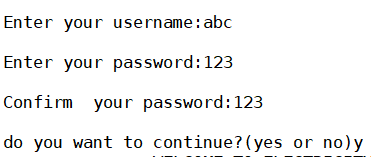 Enter your username:abc
Enter your password:123
Confirm  your password:123
do you want to continue?(yes or no)y